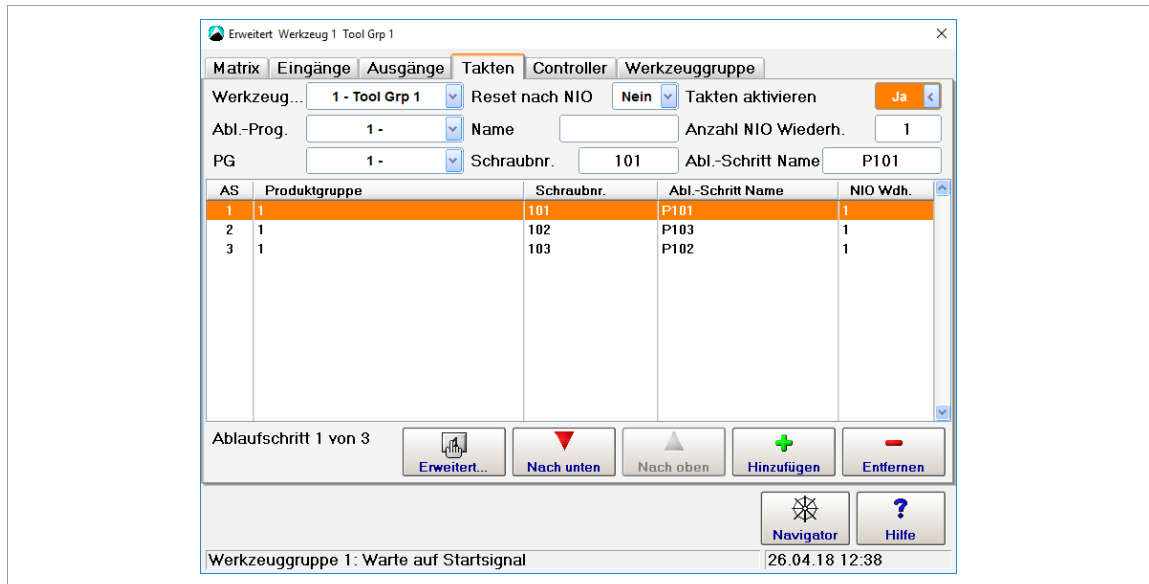 Erweitert Werkzeug 1 Tool Grp 1
Matrix Eingänge Ausgänge Takten Controller Werkzeuggruppe
Werkzeug... 1 - Tool Grp 1 Reset nach NIO Nein Takten aktivieren Ja
Abl.-Prog. 1 - Name Anzahl NIO Wiederh. 1
PG 1 - Schraubnr. 101 Abl.-Schritt Name P101
AS Produktgruppe Schraubnr. Abl.-Schritt Name NIO Wdh.
1 1 101 P101 1
2 1 102 P103 1
3 1 103 P102 1
Ablaufschritt 1 von 3
Erweitert... Nach unten Nach oben Hinzufügen Entfernen
Navigator Hilfe
Werkzeuggruppe 1: Warte auf Startsignal 26.04.18 12:38